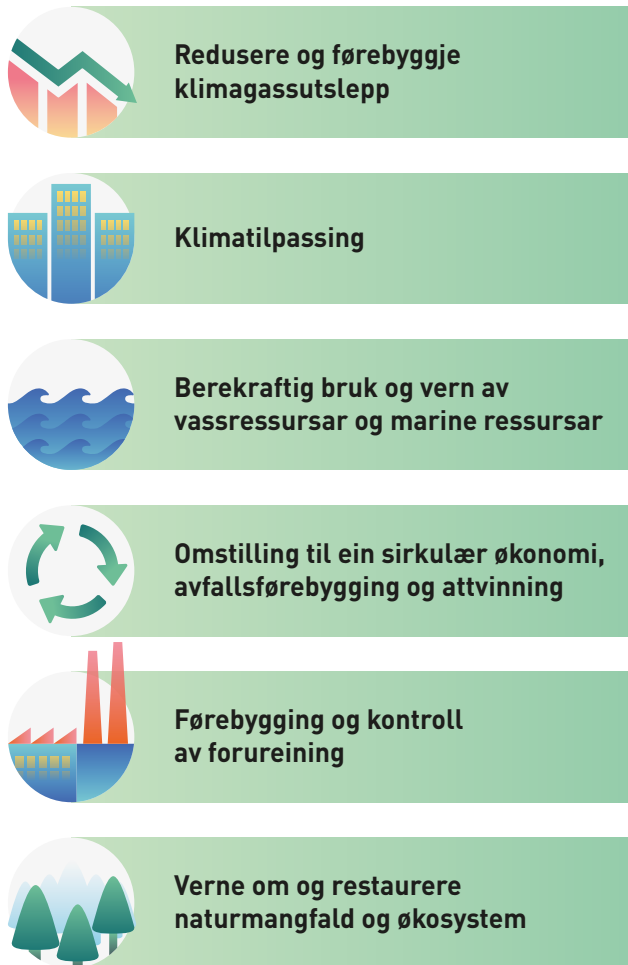 Redusere og førebyggje
klimagassutslepp
Klimatilpassing
Berekraftig bruk og vern av
vassressursar og marine ressursar
Omstilling til ein sirkulær økonomi,
avfallsførebygging og attvinning
Førebygging og kontroll
av forureining
Verne om og restaurere
naturmangfald og økosystem